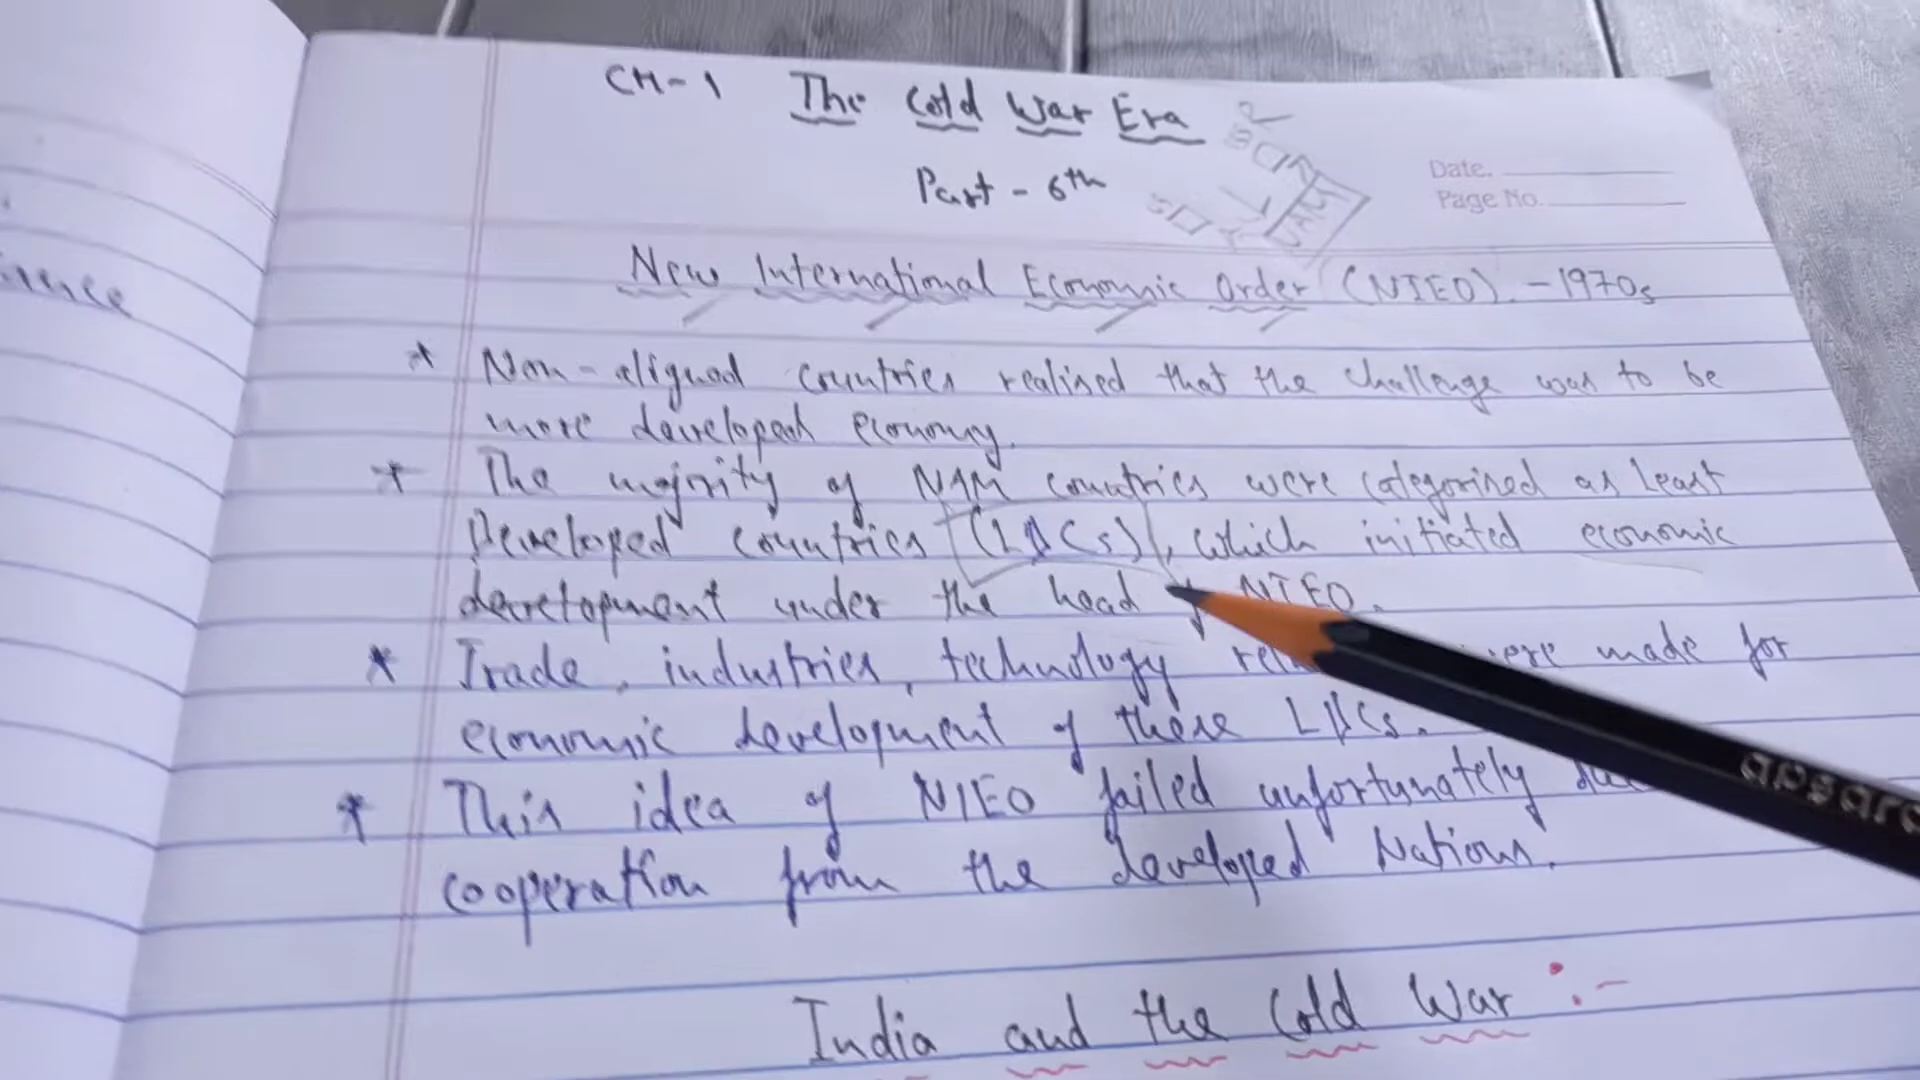 CH-1 The Cold War Era
Part - 6th
Date.
Page No.
New International Economic Order (NIEO). - 1970s
* Non-aligned countries realised that the challenge was to be
more developed economy.
* The majority of NAM countries were categorised as Least
Developed countries (LDCs), which initiated economic
development under the head of NIEO.
* Trade, industries, technology made for
economic development of these LDCs.
* This idea of NIEO failed unfortunately
cooperation from the developed Nations.
India and the Cold War :-
apsara